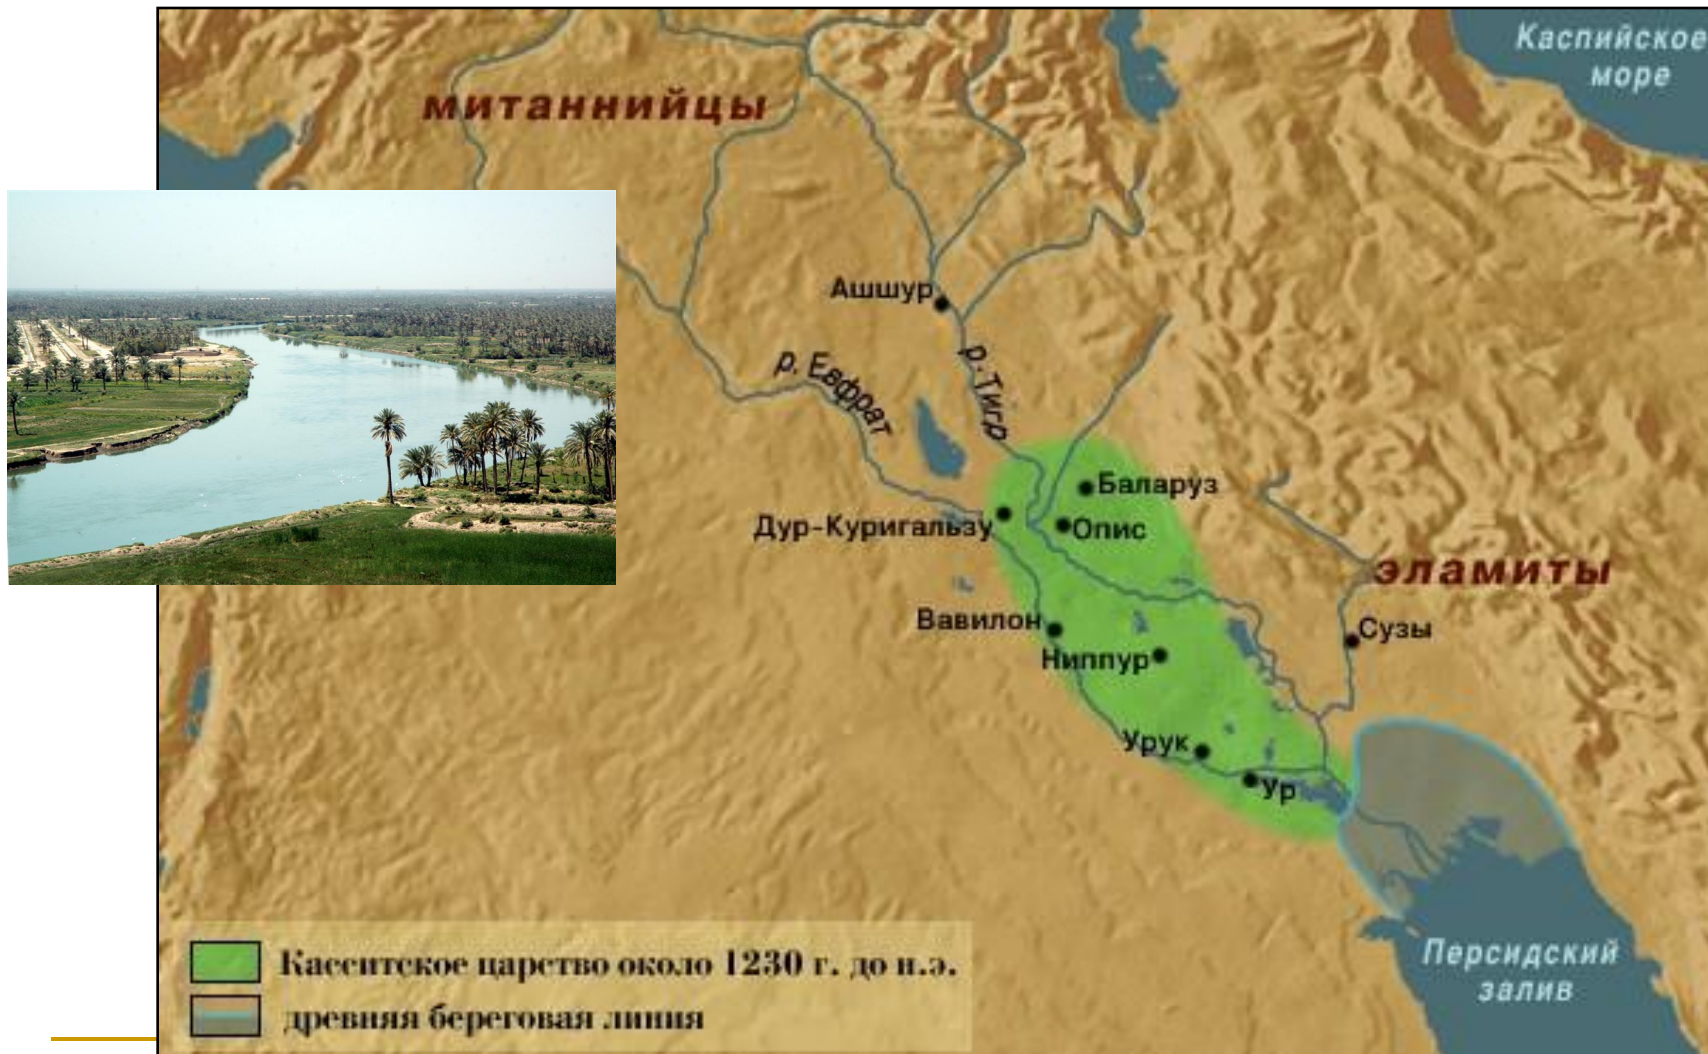 Каспийское
море
митаннийцы
Ашшур
р. Евфрат
р. Тигр
Баларуз
Дур-Куригальзу
Опис
эламиты
Вавилон
Сузы
Ниппур
Урук
Ур
Персидский
залив
Касситское царство около 1230 г. до н.э.
древняя береговая линия